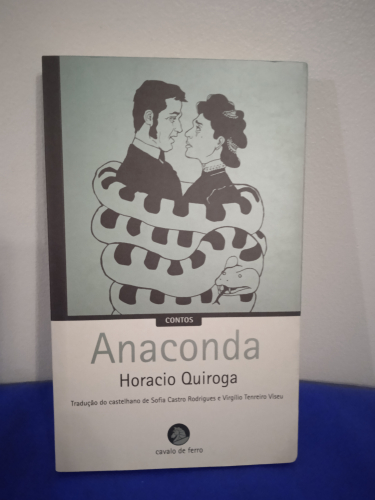 CONTOS
Anaconda
Horacio Quiroga
Tradução do castelhano de Sofia Castro Rodrigues e Virgílio Tenreiro Viseu
cavalo de ferro